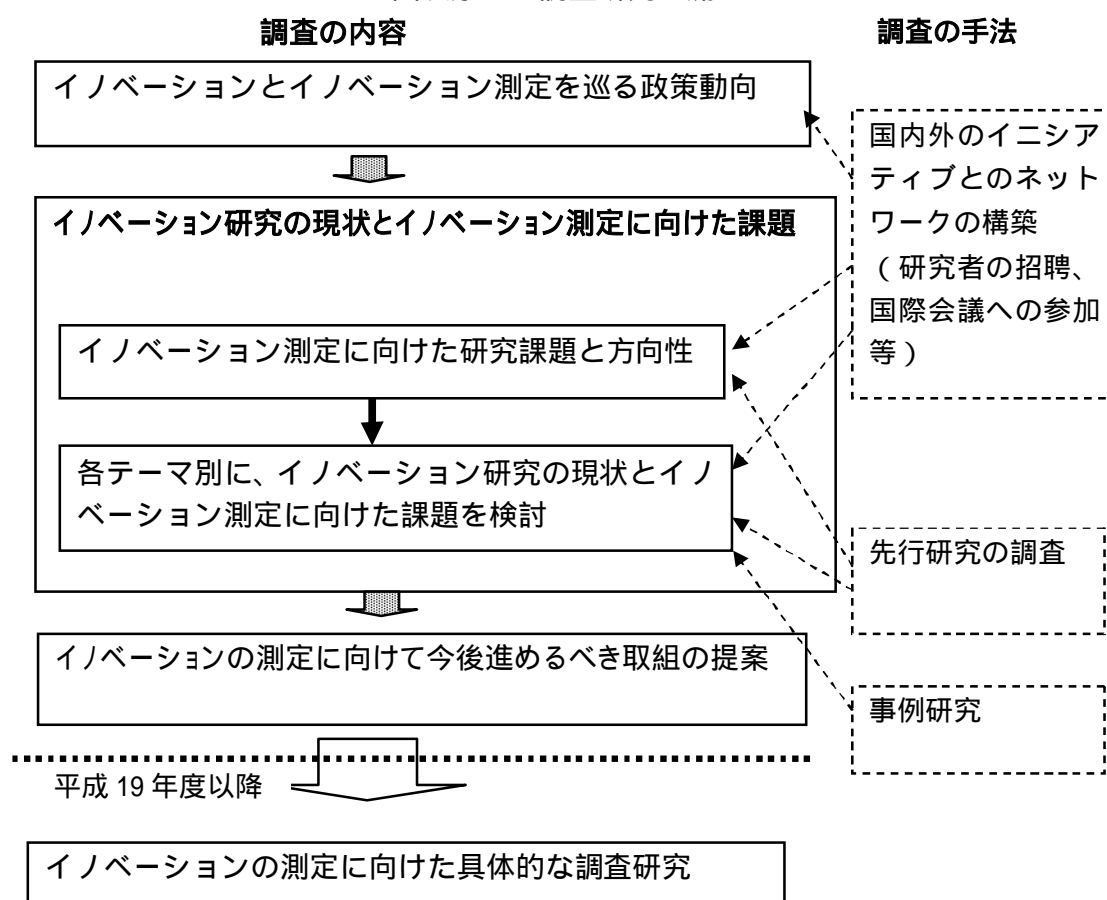 調査の内容
調査の手法
イノベーションとイノベーション測定を巡る政策動向
イノベーション研究の現状とイノベーション測定に向けた課題
イノベーション測定に向けた研究課題と方向性
各テーマ別に、イノベーション研究の現状とイノ
ベーション測定に向けた課題を検討
イノベーションの測定に向けて今後進めるべき取組の提案
平成 19 年度以降
イノベーションの測定に向けた具体的な調査研究
国内外のイニシア
ティブとのネット
ワークの構築
（研究者の招聘、
国際会議への参加
等）
先行研究の調査
事例研究